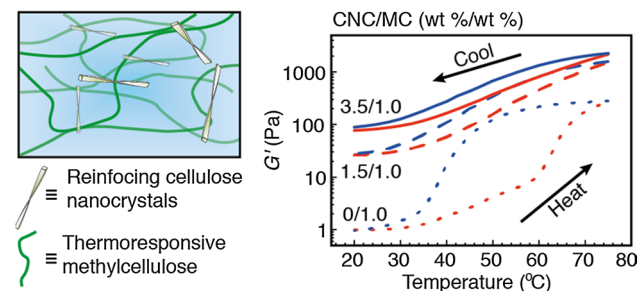 CNC/MC (wt %/wt %)
Cool
1000
3.5/1.0
100
G' (Pa)
1.5/1.0
10
Heat
0/1.0
1
20 30 40 50 60 70 80
Temperature (ºC)
≡ Reinfocing cellulose
nanocrystals
≡ Thermoresponsive
methylcellulose